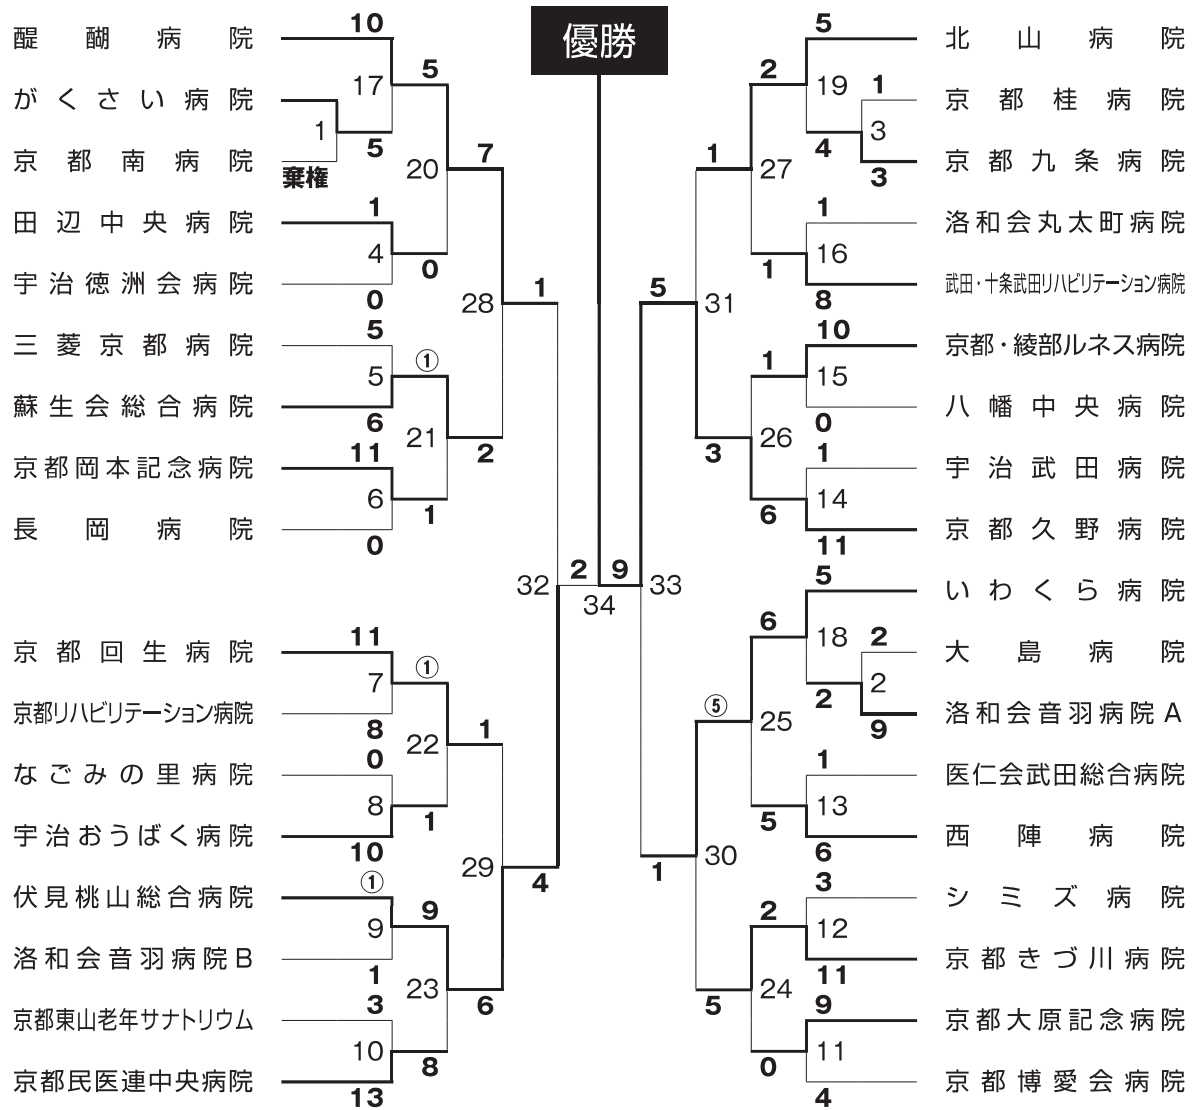 優勝
醍醐病院
がくさい病院
京都南病院
田辺中央病院
宇治徳洲会病院
三菱京都病院
蘇生会総合病院
京都岡本記念病院
長岡病院
京都回生病院
京都リハビリテーション病院
なごみの里病院
宇治おうばく病院
伏見桃山総合病院
洛和会音羽病院B
京都東山老年サナトリウム
京都民医連中央病院
10
17
5
1
5
棄権
20
7
1
4
0
0
28
1
5
5
①
6
21
2
11
6
1
0
32
2
34
9
33
11
7
①
8
22
1
0
8
1
10
29
4
①
9
9
1
23
6
3
10
8
13
5
2
19
1
3
4
3
1
27
1
16
1
8
5
31
10
1
15
0
3
26
1
14
6
11
5
6
18
2
2
2
9
⑤
25
1
13
5
6
1
30
3
2
12
11
5
24
9
0
11
4
北山病院
京都桂病院
京都九条病院
洛和会丸太町病院
武田・十条武田リハビリテーション病院
京都・綾部ルネス病院
八幡中央病院
宇治武田病院
京都久野病院
いわくら病院
大島病院
洛和会音羽病院A
医仁会武田総合病院
西陣病院
シミズ病院
京都きづ川病院
京都大原記念病院
京都博愛会病院